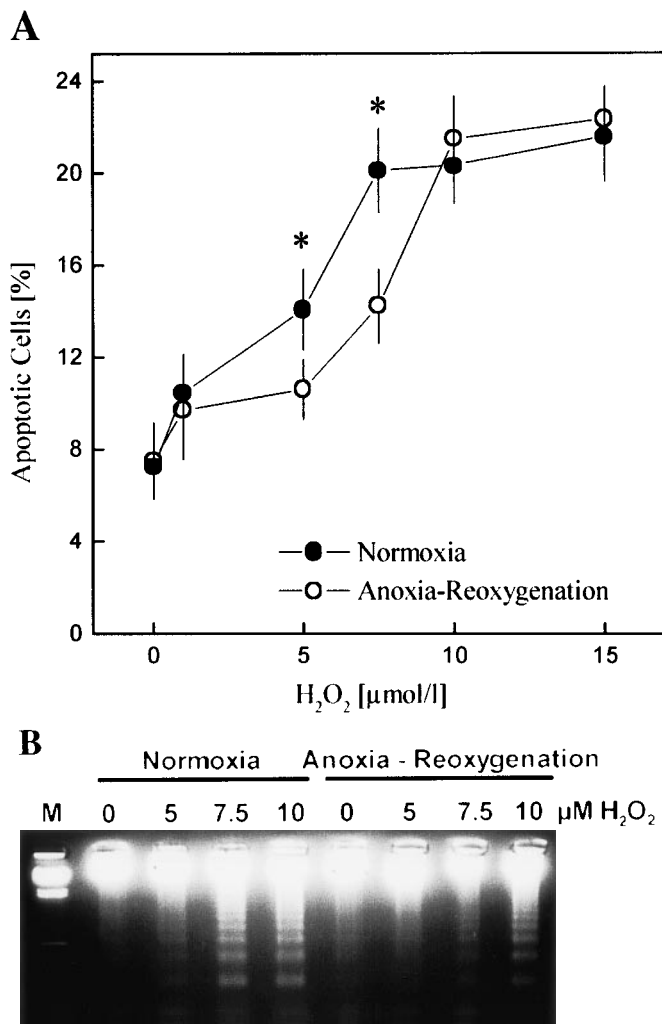 A
24
20
16
12
8
4
0
Apoptotic Cells [%]
*
*
Normoxia
Anoxia-Reoxygenation
0 5 10 15
H₂O₂ [µmol/l]
B
Normoxia Anoxia - Reoxygenation
M 0 5 7.5 10 0 5 7.5 10 µM H₂O₂